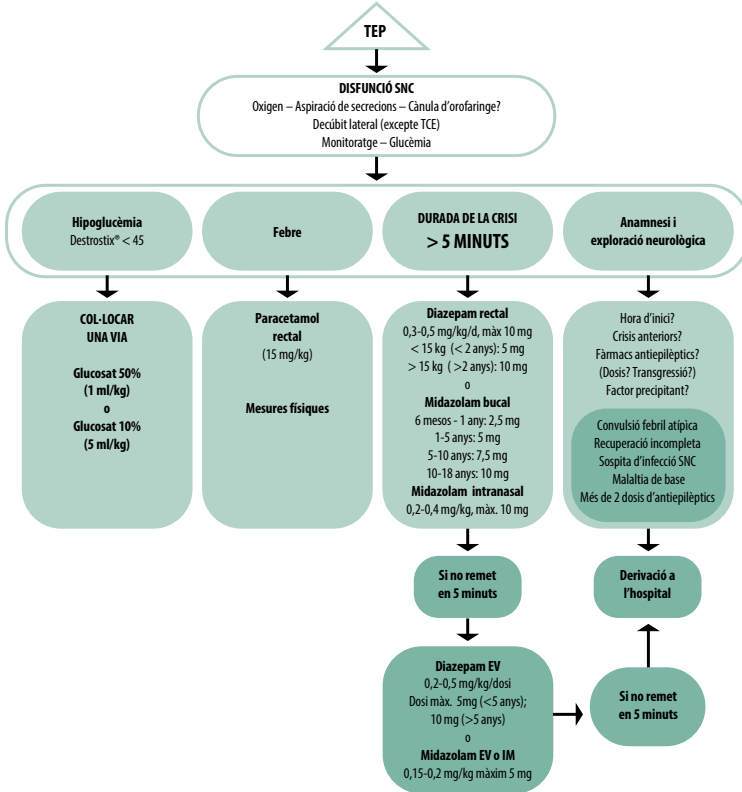 TEP
DISFUNCIÓ SNC
Oxigen – Aspiració de secrecions – Cànula d'orofaringe?
Decúbit lateral (excepte TCE)
Monitoratge – Glucèmia
Hipoglucèmia
Destrostix® < 45
Febre
DURADA DE LA CRISI
> 5 MINUTS
Anamnesi i
exploració neurològica
COL·LOCAR
UNA VIA
Glucosat 50%
(1 ml/kg)
o
Glucosat 10%
(5 ml/kg)
Paracetamol
rectal
(15 mg/kg)
Mesures físiques
Diazepam rectal
0,3-0,5 mg/kg/d, màx 10 mg
< 15 kg (< 2 anys): 5 mg
> 15 kg ( >2 anys): 10 mg
o
Midazolam bucal
6 mesos - 1 any: 2,5 mg
1-5 anys: 5 mg
5-10 anys: 7,5 mg
10-18 anys: 10 mg
Midazolam intranasal
0,2-0,4 mg/kg, màx. 10 mg
Hora d'inici?
Crisis anteriors?
Fàrmacs antiepilèptics?
(Dosis? Transgressió?)
Factor precipitant?
Convulsió febril atípica
Recuperació incompleta
Sospita d'infecció SNC
Malaltia de base
Més de 2 dosis d'antiepilèptics
Si no remet
en 5 minuts
Derivació a
l'hospital
Diazepam EV
0,2-0,5 mg/kg/dosi
Dosi màx. 5mg (<5 anys);
10 mg (>5 anys)
o
Midazolam EV o IM
0,15-0,2 mg/kg màxim 5 mg
Si no remet
en 5 minuts